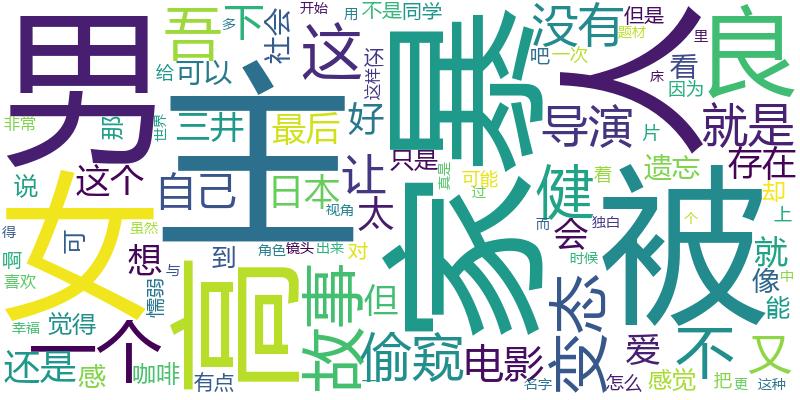 男
主
女
高
家
暴
人
被
吾
多
下
社会
开始
这
用
不是
同学
没有
但是
题材
里
良
给
可以
这样
还
吧
一次
看
因为
非常
那
世界
三井
最后
好
导演
片
就是
说
这个
自己
日本
让
只是
真是
可能
健
着
遗忘
存在
却
得
可
虽然
视角
太
过
而
独白
个
上
啊
想
到
角色
镜头
出来
对
会
时候
就
喜欢
与
懦弱
故事
但
变态
像
中
能
幸福
觉得
一个
偷窥
爱
不
又
还是
感
咖啡
有点
电影
名字
怎么
感觉
把
更
床
这种